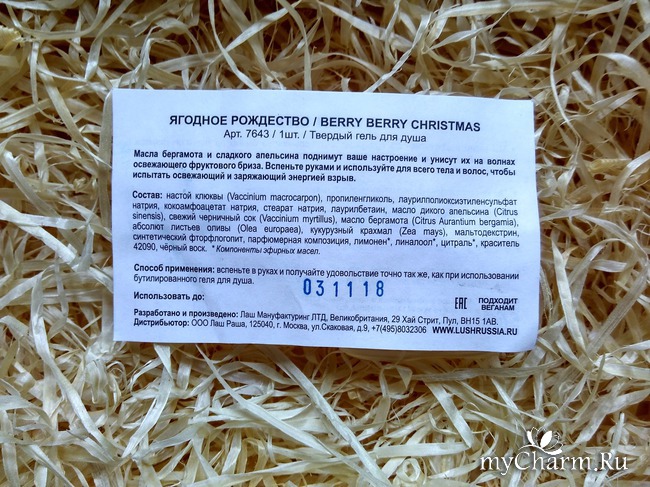 ЯГОДНОЕ РОЖДЕСТВО / BERRY BERRY CHRISTMAS
Арт. 7643 / 1шт. / Твердый гель для душа
Масла бергамота и сладкого апельсина поднимут ваше настроение и унисут их на волнах
освежающего фруктового бриза. Вспеньте руками и используйте для всего тела и волос, чтобы
испытать освежающий и заряжающий энергией взрыв.
Состав: настой клюквы (Vaccinium macrocarpon), пропиленгликоль, лаурилполиоксиэтиленсульфат
натрия, кокоамфоацетат натрия, стеарат натрия, лаурилбетаин, масло дикого апельсина (Citrus
sinensis), свежий черничный сок (Vaccinium myrtillus), масло бергамота (Citrus Aurantium bergamia),
абсолют листьев оливы (Olea europaea), кукурузный крахмал (Zea mays), мальтодекстрин,
синтетический фторфлогопит, парфюмерная композиция, лимонен*, линалоол*, цитраль*, краситель
42090, чёрный воск. *Компоненты эфирных масел.
Способ применения: вспеньте в руках и получайте удовольствие точно так же, как при использовании
бутилированного геля для душа.
031118
Использовать до:
EAC ПОДХОДИТ
ВЕГАНАМ
Разработано и произведено: Лаш Мануфактуринг ЛТД, Великобритания, 29 Хай Стрит, Пул, BH15 1AB.
Дистрибьютор: ООО Лаш Раша, 125040, г. Москва, ул.Скаковая, д.9, +7(495)8032306 WWW.LUSHRUSSIA.RU
myCharm.Ru